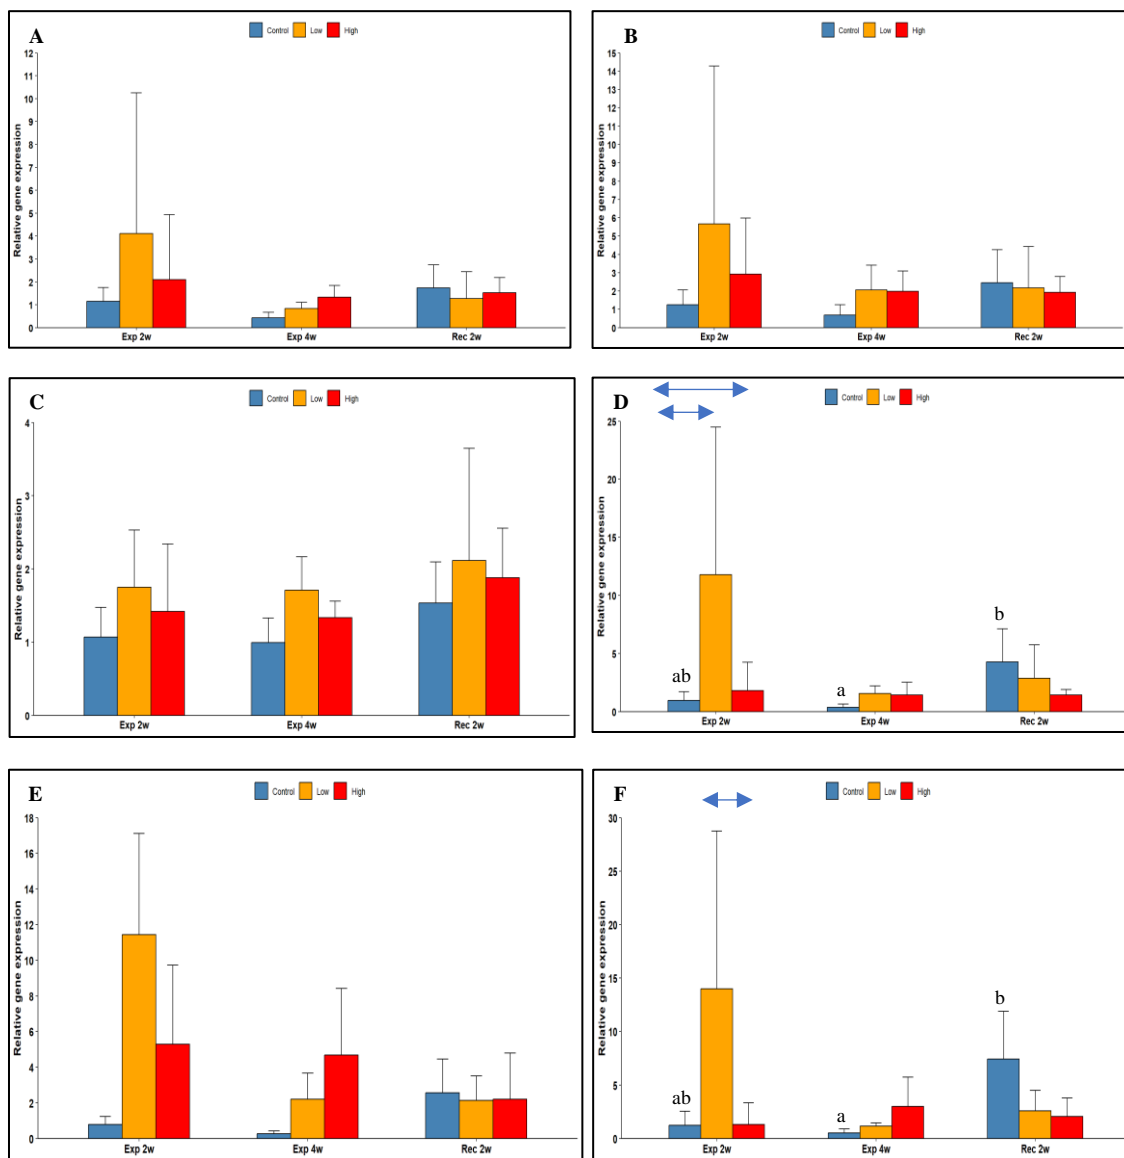 A
Control Low High
Relative gene expression
12
11
10
9
8
7
6
5
4
3
2
1
0
Exp 2w Exp 4w Rec 2w
B
Control Low High
Relative gene expression
15
14
13
12
11
10
9
8
7
6
5
4
3
2
1
0
Exp 2w Exp 4w Rec 2w
C
Control Low High
Relative gene expression
4
3
2
1
0
Exp 2w Exp 4w Rec 2w
D
Control Low High
Relative gene expression
25
20
15
10
5
0
ab
a
b
Exp 2w Exp 4w Rec 2w
E
Control Low High
Relative gene expression
18
16
14
12
10
8
6
4
2
0
Exp 2w Exp 4w Rec 2w
F
Control Low High
Relative gene expression
30
25
20
15
10
5
0
ab
a
b
Exp 2w Exp 4w Rec 2w